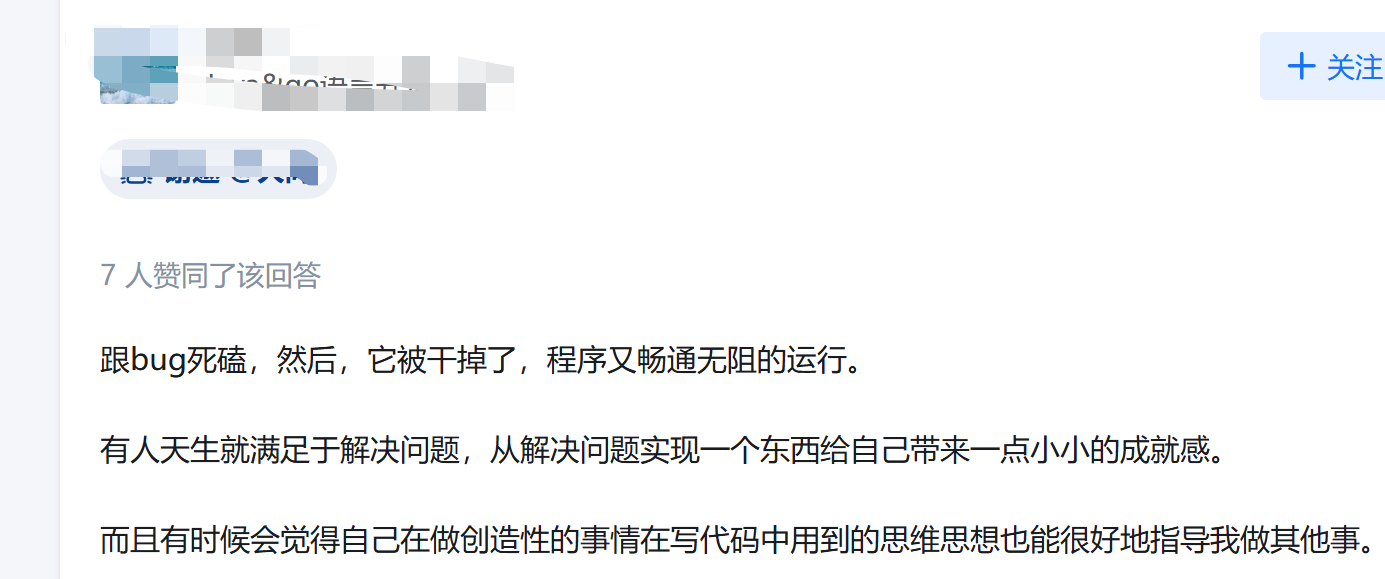 关注
7 人赞同了该回答
跟bug死磕，然后，它被干掉了，程序又畅通无阻的运行。
有人天生就满足于解决问题，从解决问题实现一个东西给自己带来一点小小的成就感。
而且有时候会觉得自己在做创造性的事情在写代码中用到的思维思想也能很好地指导我做其他事。